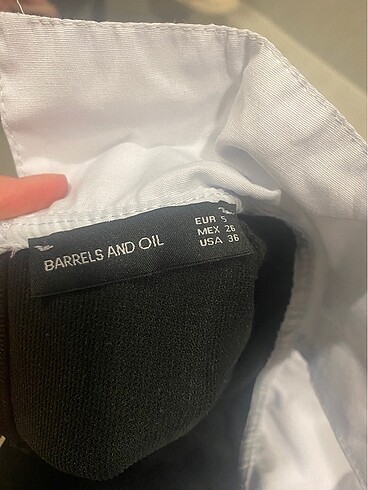 BARRELS AND OIL
EUR S
MEX 26
USA 36